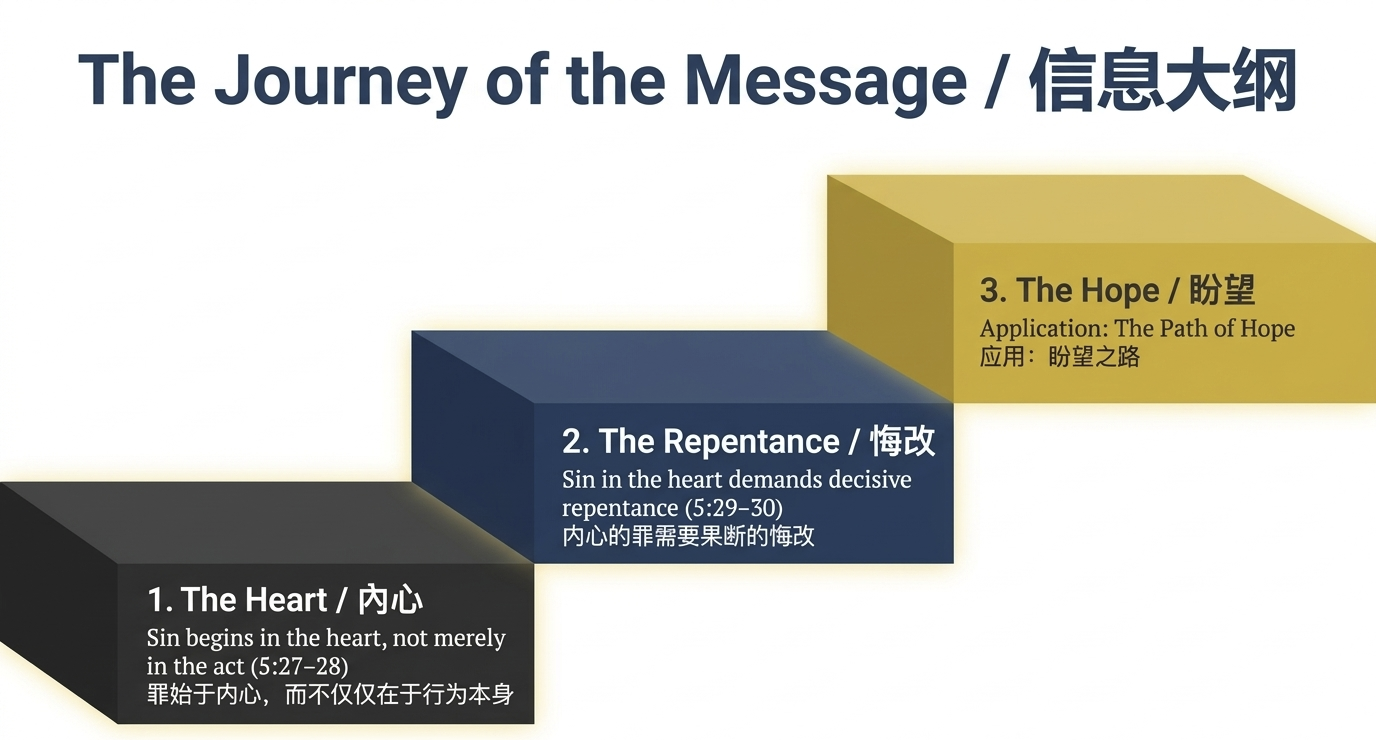 The Journey of the Message / 信息大纲
1. The Heart / 內心
Sin begins in the heart, not merely
in the act (5:27–28)
罪始于内心，而不仅仅在于行为本身
2. The Repentance / 悔改
Sin in the heart demands decisive
repentance (5:29–30)
内心的罪需要果断的悔改
3. The Hope / 盼望
Application: The Path of Hope
应用：盼望之路